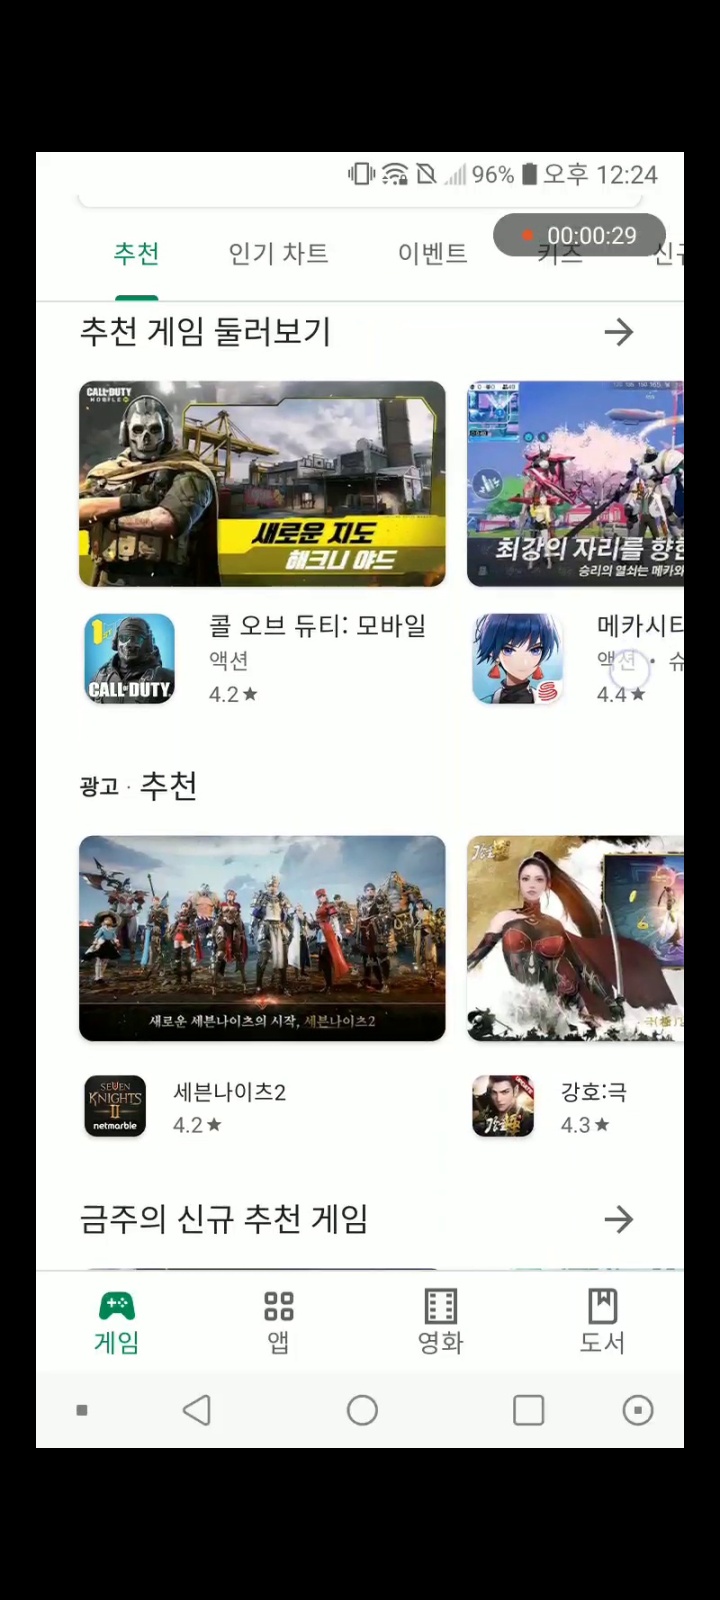 96% 오후 12:24
00:00:29
추천 인기 차트 이벤트 키즈
추천 게임 둘러보기
CALL OF DUTY
MOBILE
새로운 지도
해크니 야드
최강의 자리를 향한
승리의 열쇠는 메카와
콜 오브 듀티: 모바일
액션
4.2★
CALL OF DUTY
메카시티
액션 • 슈
4.4★
광고 · 추천
새로운 세븐나이츠의 시작, 세븐나이츠2
SEVEN
KNIGHTS
II
netmarble
세븐나이츠2
4.2★
강호:극
4.3★
금주의 신규 추천 게임
게임 앱 영화 도서